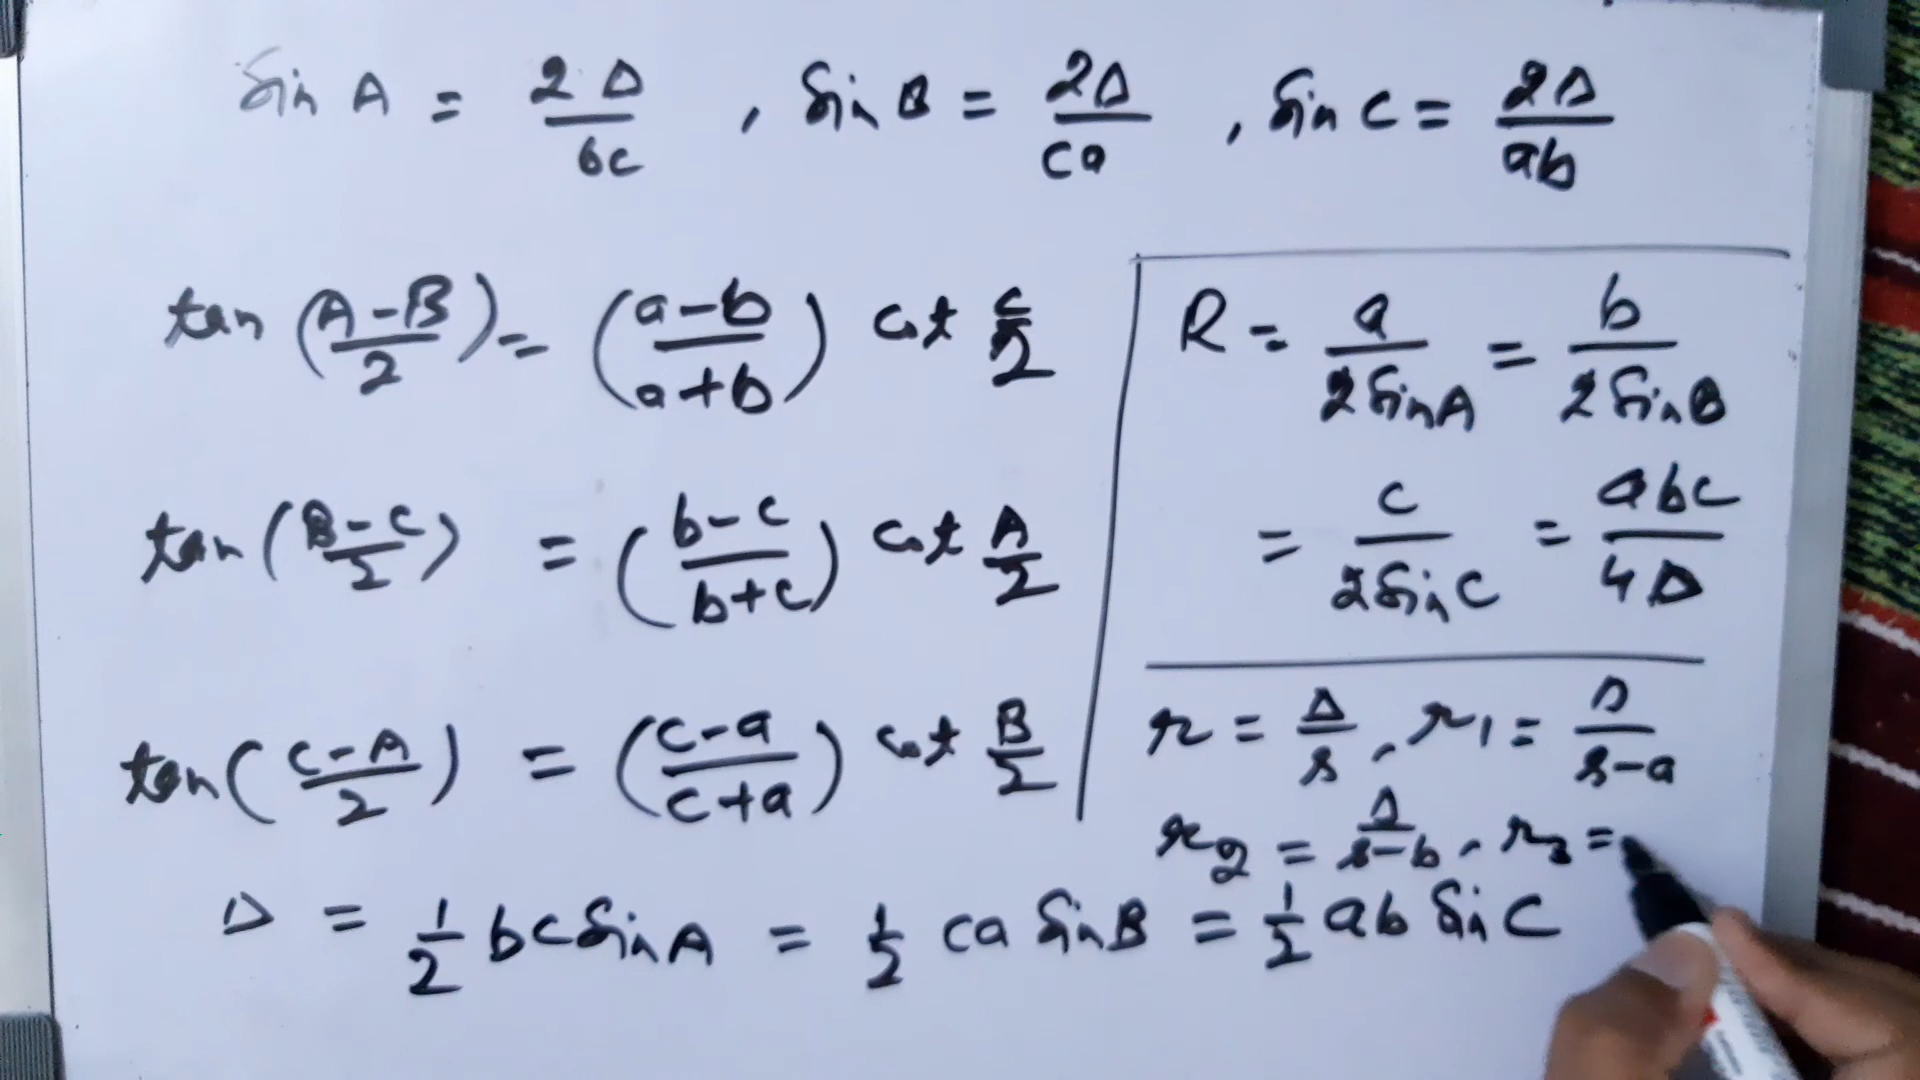 sin A = 2Δ/bc , sin B = 2Δ/ca , sin C = 2Δ/ab
tan (A-B/2) = (a-b/a+b) cot C/2
tan (B-C/2) = (b-c/b+c) cot A/2
tan (C-A/2) = (c-a/c+a) cot B/2
R = a/2 sin A = b/2 sin B
= c/2 sin C = abc/4Δ
r = Δ/s , r₁ = Δ/s-a
r₂ = Δ/s-b , r₃ =
Δ = 1/2 bc sin A = 1/2 ca sin B = 1/2 ab sin C